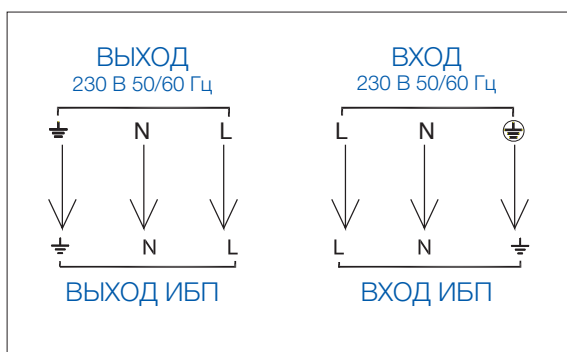 ВЫХОД
230 В 50/60 Гц
N L
N L
ВЫХОД ИБП
ВХОД
230 В 50/60 Гц
L N
L N
ВХОД ИБП